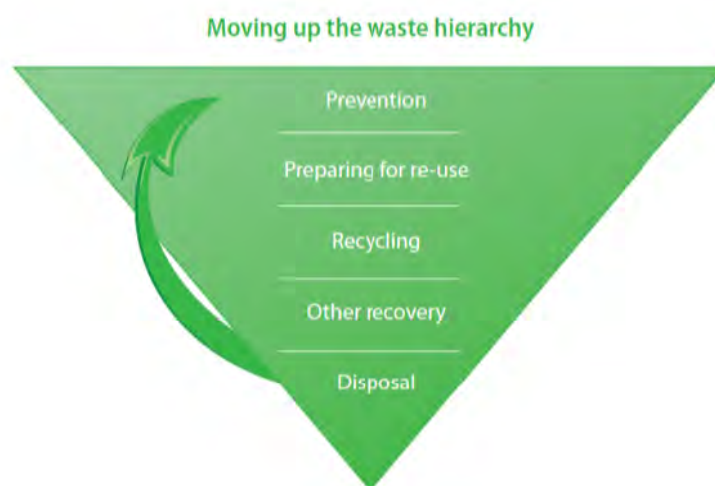 Moving up the waste hierarchy
Prevention
Preparing for re-use
Recycling
Other recovery
Disposal